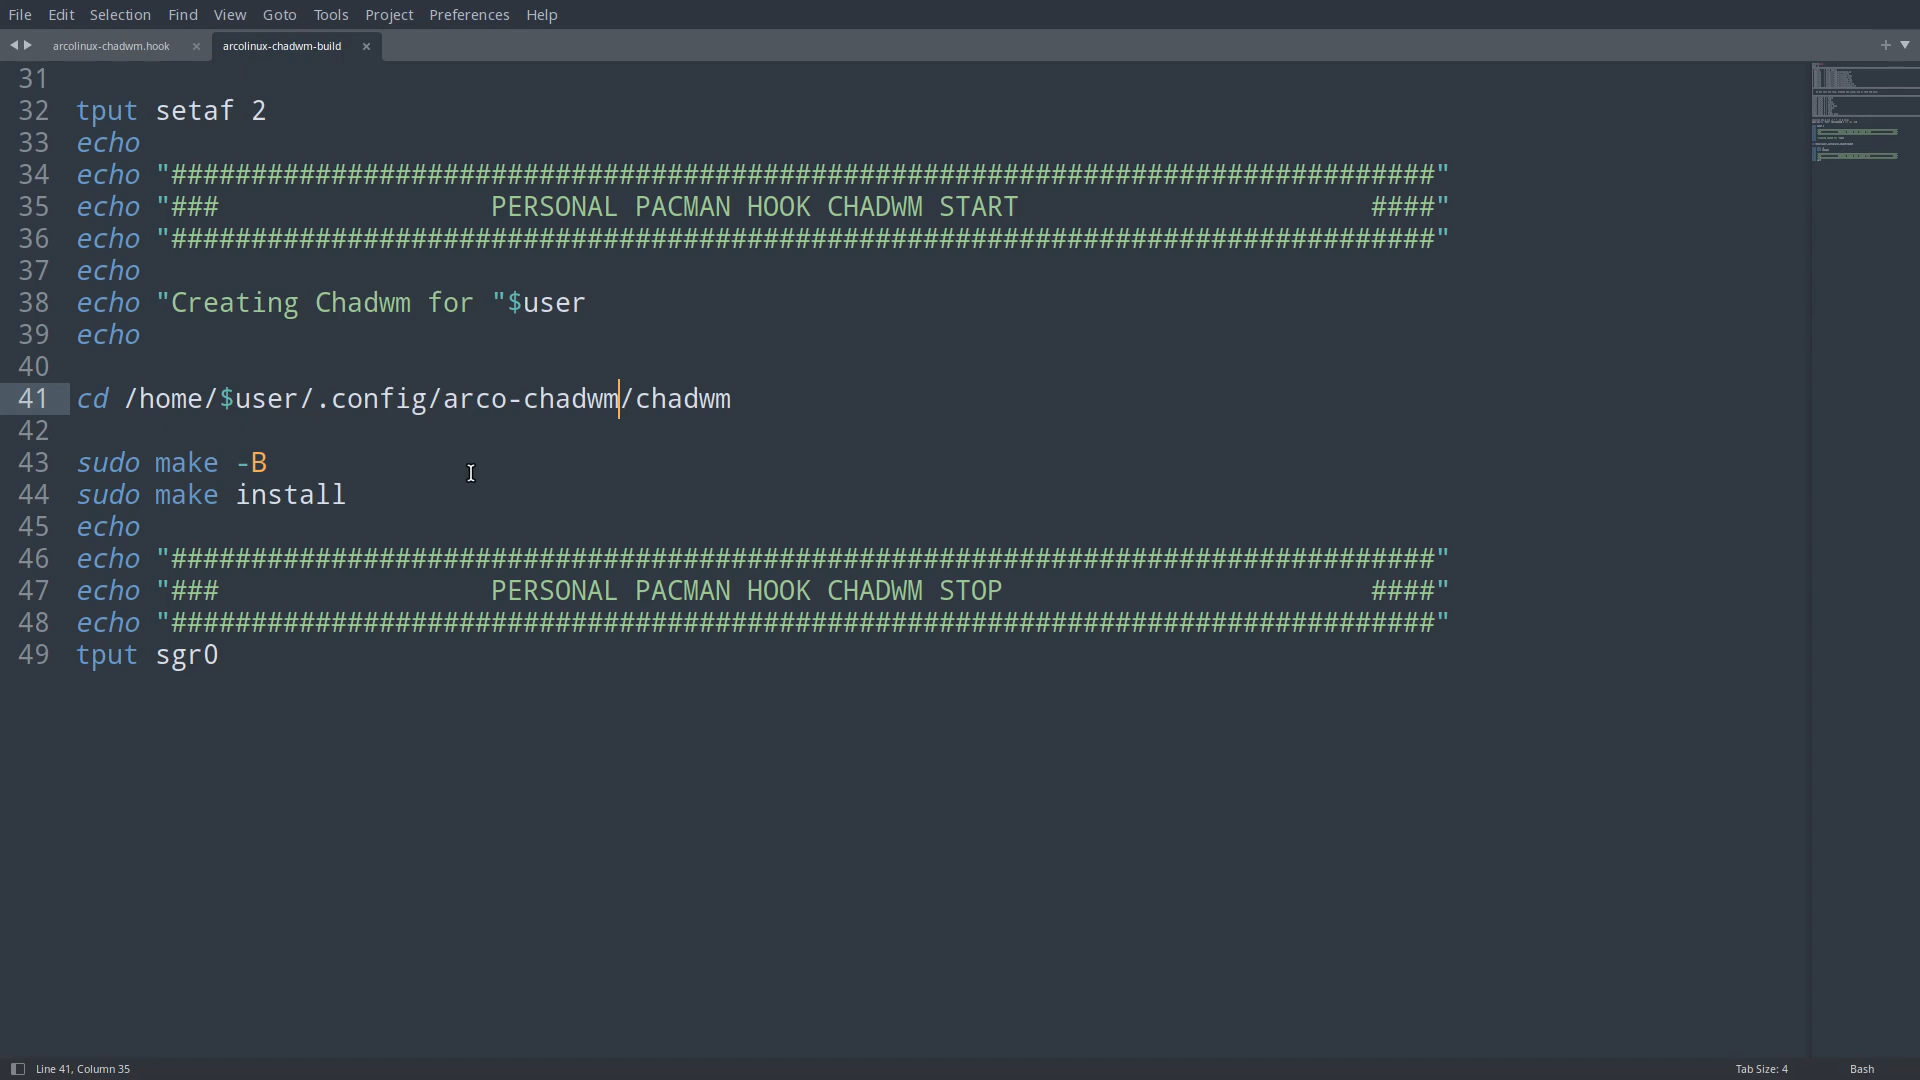 File Edit Selection Find View Goto Tools Project Preferences Help
arcolinux-chadwm.hook × arcolinux-chadwm-build ×
31
32 tput setaf 2
33 echo
34 echo "###############################################################################"
35 echo "###                 PERSONAL PACMAN HOOK CHADWM START                      ####"
36 echo "###############################################################################"
37 echo
38 echo "Creating Chadwm for "$user
39 echo
40
41 cd /home/$user/.config/arco-chadwm/chadwm
42
43 sudo make -B
44 sudo make install
45 echo
46 echo "###############################################################################"
47 echo "###                 PERSONAL PACMAN HOOK CHADWM STOP                       ####"
48 echo "###############################################################################"
49 tput sgr0
Line 41, Column 35 Tab Size: 4 Bash